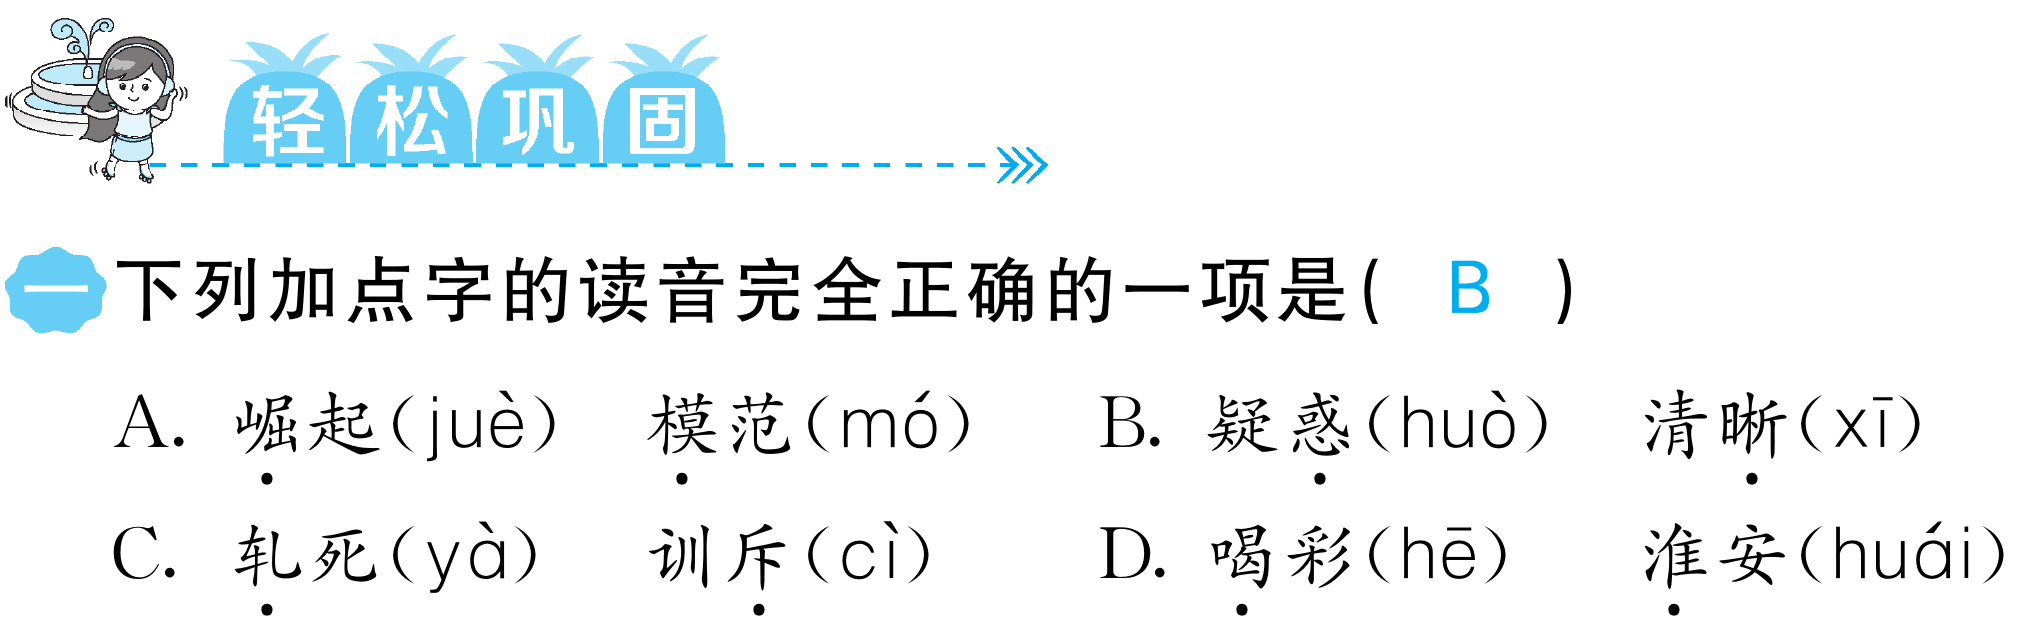 轻松巩固
一 下列加点字的读音完全正确的一项是( B )
A. 崛起(juè) 模范(mó) B. 疑惑(huò) 清晰(xī)
C. 轧死(yà) 训斥(cì) D. 喝彩(hē) 淮安(huái)